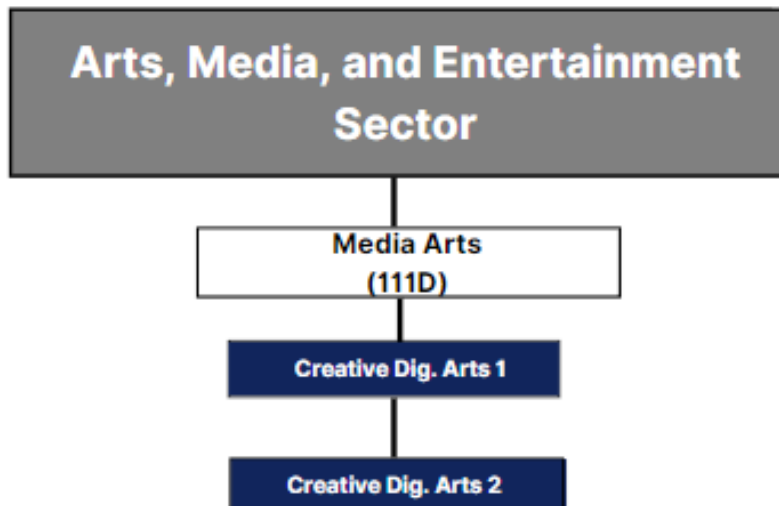 Arts, Media, and Entertainment
Sector
Media Arts
(111D)
Creative Dig. Arts 1
Creative Dig. Arts 2